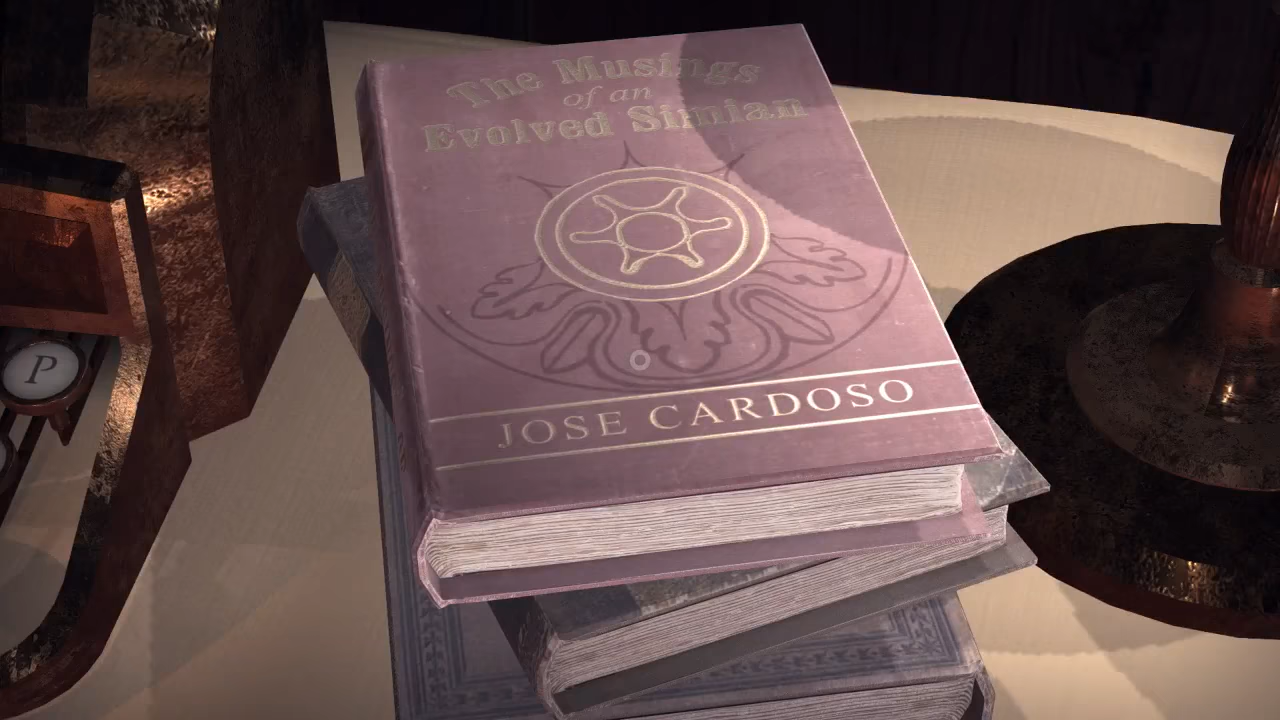 The Musings
of an
Evolved Simian
JOSE CARDOSO
P